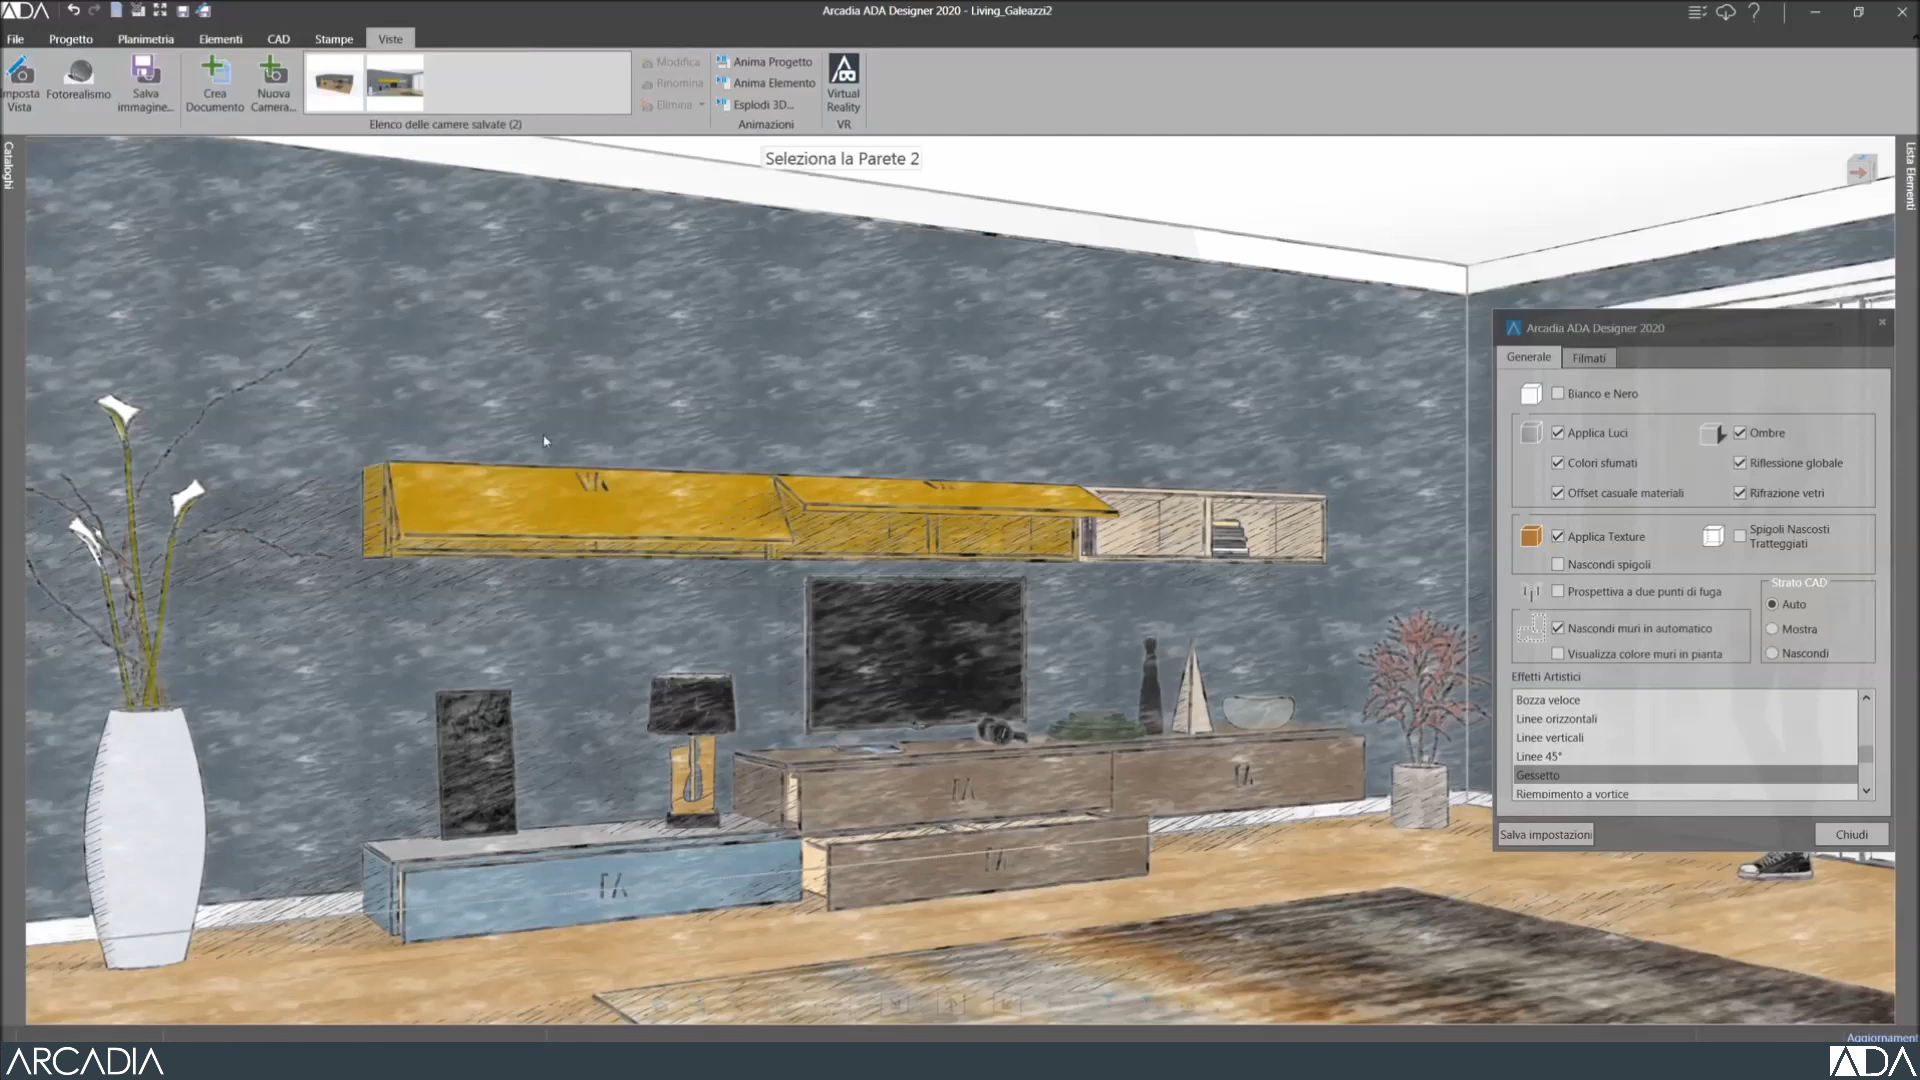 ADA
Arcadia ADA Designer 2020 - Living_Galeazzi2
File
Progetto
Planimetria
Elementi
CAD
Stampe
Viste
Imposta
Vista
Fotorealismo
Salva
immagine...
Crea
Documento
Nuova
Camera...
Elenco delle camere salvate (2)
Modifica
Rinomina
Elimina
Anima Progetto
Anima Elemento
Esplodi 3D...
Animazioni
Virtual
Reality
VR
Cataloghi
Seleziona la Parete 2
Lista Elementi
Arcadia ADA Designer 2020
Generale
Filmati
Bianco e Nero
Applica Luci
Ombre
Colori sfumati
Riflessione globale
Offset casuale materiali
Rifrazione vetri
Applica Texture
Spigoli Nascosti
Tratteggiati
Nascondi spigoli
Prospettiva a due punti di fuga
Strato CAD
Auto
Nascondi muri in automatico
Mostra
Visualizza colore muri in pianta
Nascondi
Effetti Artistici
Bozza veloce
Linee orizzontali
Linee verticali
Linee 45°
Gessetto
Riempimento a vortice
Salva impostazioni
Chiudi
Aggiornament
ARCADIA
ADA